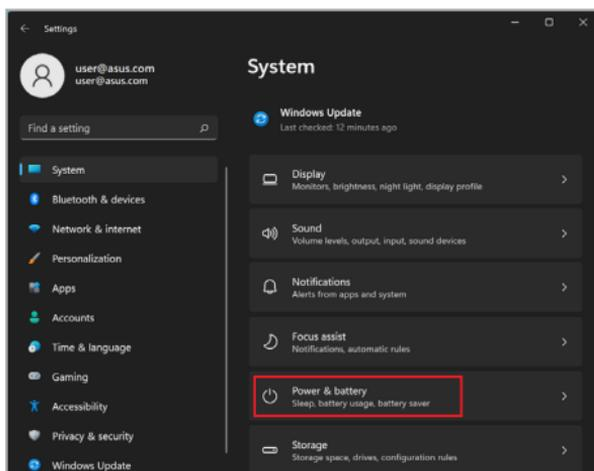 Settings
user@asus.com
user@asus.com
Find a setting
System
Bluetooth & devices
Network & internet
Personalization
Apps
Accounts
Time & language
Gaming
Accessibility
Privacy & security
Windows Update
System
Windows Update
Last checked: 12 minutes ago
Display
Monitors, brightness, night light, display profile
Sound
Volume levels, output, input, sound devices
Notifications
Alerts from apps and system
Focus assist
Notifications, automatic rules
Power & battery
Sleep, battery usage, battery saver
Storage
Storage space, drives, configuration rules